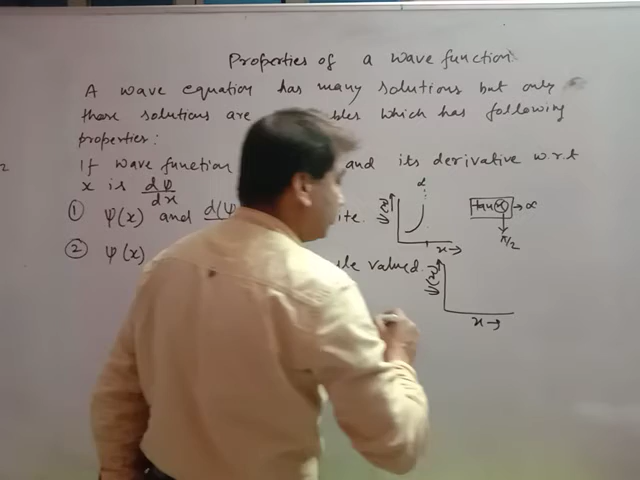 Properties of a wave function
A wave equation has many solutions but only
those solutions are which has following
properties:
If wave function and its derivative w.r.t
x is dψ/dx
① ψ(x) and d(ψ ite.
② ψ(x) le valued.
α
ψ(x)
x→
tan(x) → α
π/2
ψ(x)
x→
2